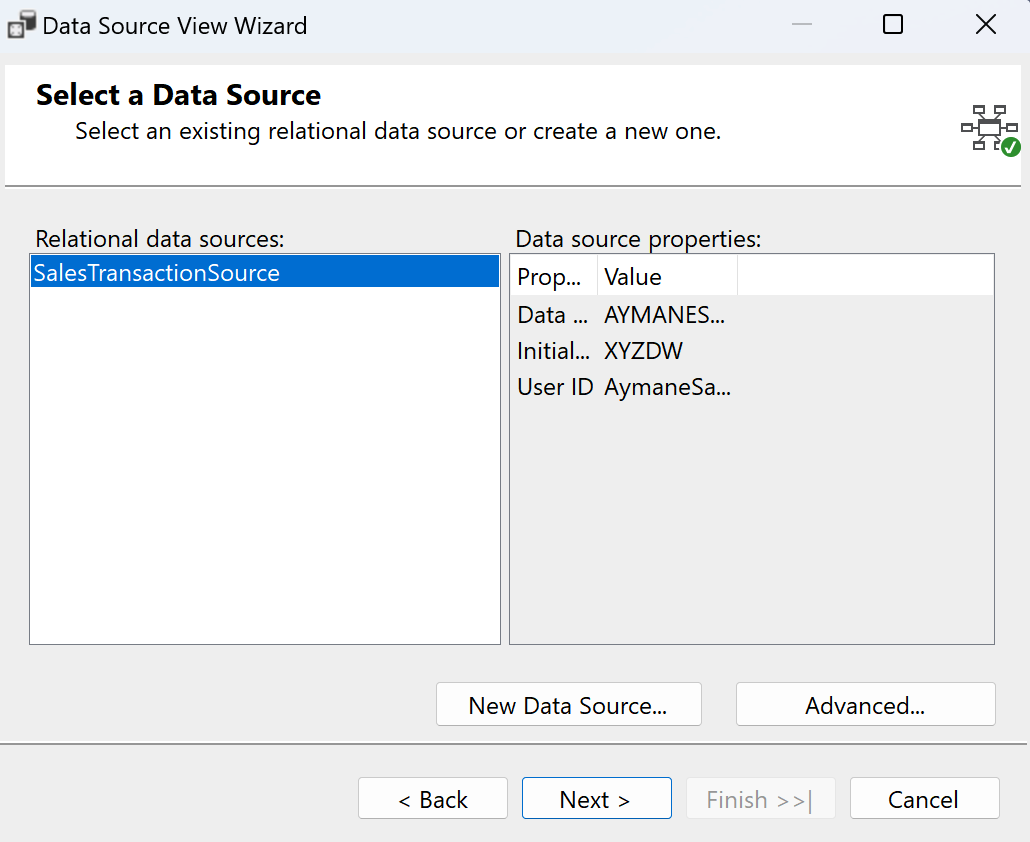 Data Source View Wizard
Select a Data Source
Select an existing relational data source or create a new one.
Relational data sources:
SalesTransactionSource
Data source properties:
Prop... Value
Data ... AYMANES...
Initial... XYZDW
User ID AymaneSa...
New Data Source... Advanced...
< Back Next > Finish >>| Cancel